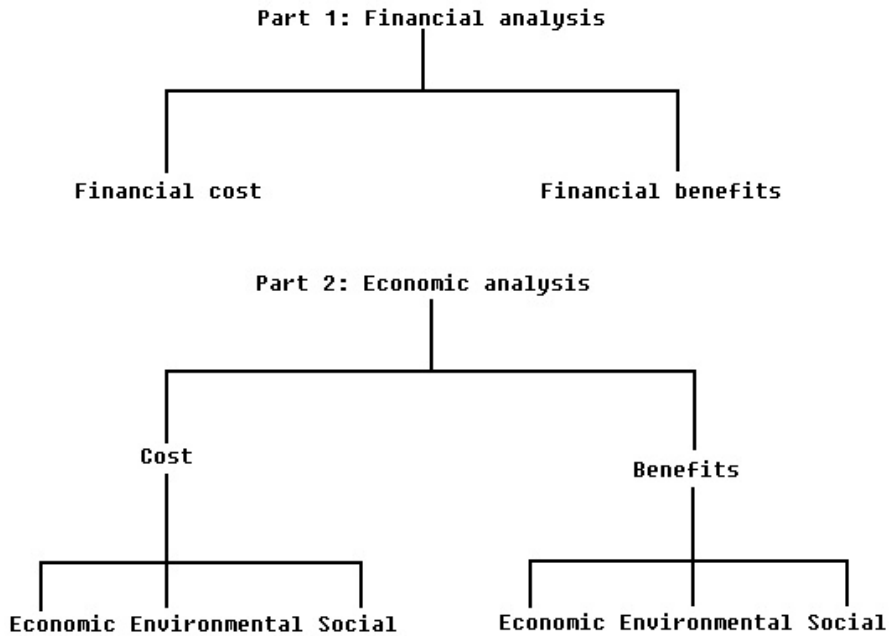 Part 1: Financial analysis
Financial cost
Financial benefits
Part 2: Economic analysis
Cost
Benefits
Economic Environmental Social
Economic Environmental Social